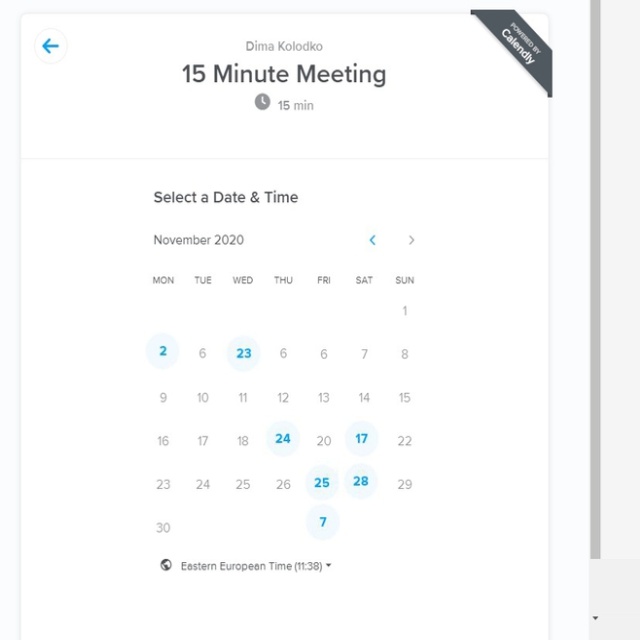 POWERED BY
Calendly
Dima Kolodko
15 Minute Meeting
15 min
Select a Date & Time
November 2020
MON TUE WED THU FRI SAT SUN
1
2 6 23 6 6 7 8
9 10 11 12 13 14 15
16 17 18 24 20 17 22
23 24 25 26 25 28 29
30 7
Eastern European Time (11:38)